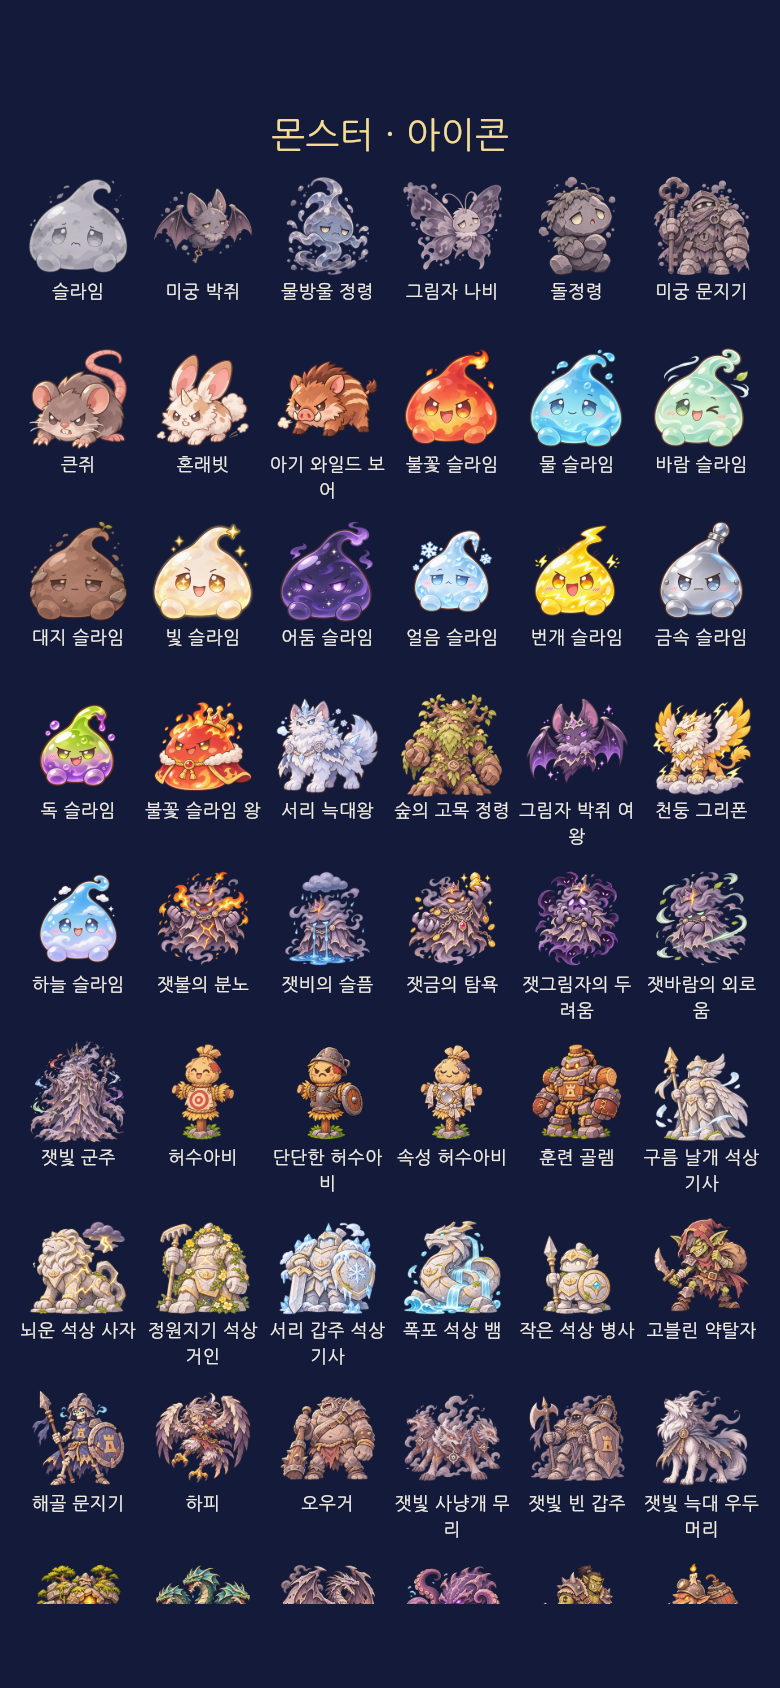 몬스터 · 아이콘
슬라임 미궁 박쥐 물방울 정령 그림자 나비 돌정령 미궁 문지기
큰쥐 혼래빗 아기 와일드 보어 불꽃 슬라임 물 슬라임 바람 슬라임
대지 슬라임 빛 슬라임 어둠 슬라임 얼음 슬라임 번개 슬라임 금속 슬라임
독 슬라임 불꽃 슬라임 왕 서리 늑대왕 숲의 고목 정령 그림자 박쥐 여왕 천둥 그리폰
하늘 슬라임 잿불의 분노 잿비의 슬픔 잿금의 탐욕 잿그림자의 두려움 잿바람의 외로움
잿빛 군주 허수아비 단단한 허수아비 속성 허수아비 훈련 골렘 구름 날개 석상 기사
뇌운 석상 사자 정원지기 석상 거인 서리 갑주 석상 기사 폭포 석상 뱀 작은 석상 병사 고블린 약탈자
해골 문지기 하피 오우거 잿빛 사냥개 무리 잿빛 빈 갑주 잿빛 늑대 우두머리